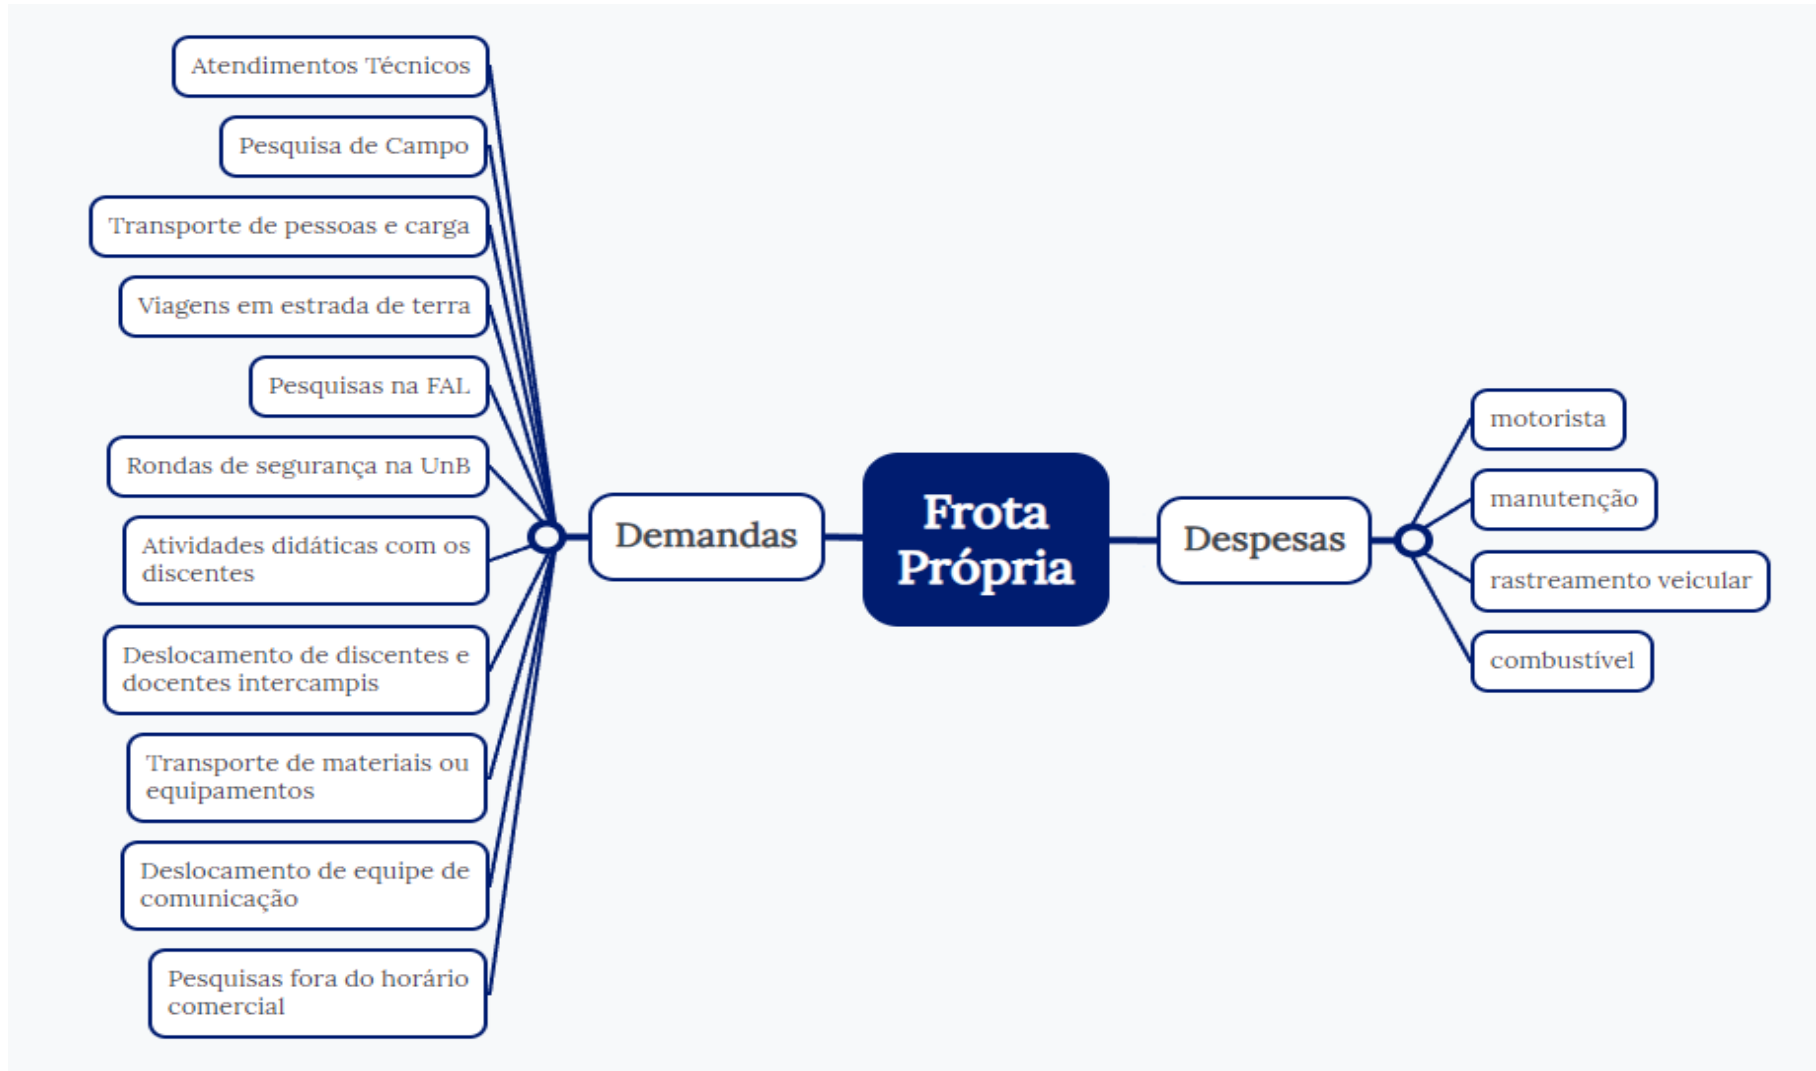 Atendimentos Técnicos
Pesquisa de Campo
Transporte de pessoas e carga
Viagens em estrada de terra
Pesquisas na FAL
Rondas de segurança na UnB
Atividades didáticas com os
discentes
Deslocamento de discentes e
docentes intercampis
Transporte de materiais ou
equipamentos
Deslocamento de equipe de
comunicação
Pesquisas fora do horário
comercial
Demandas
Frota
Própria
Despesas
motorista
manutenção
rastreamento veicular
combustível